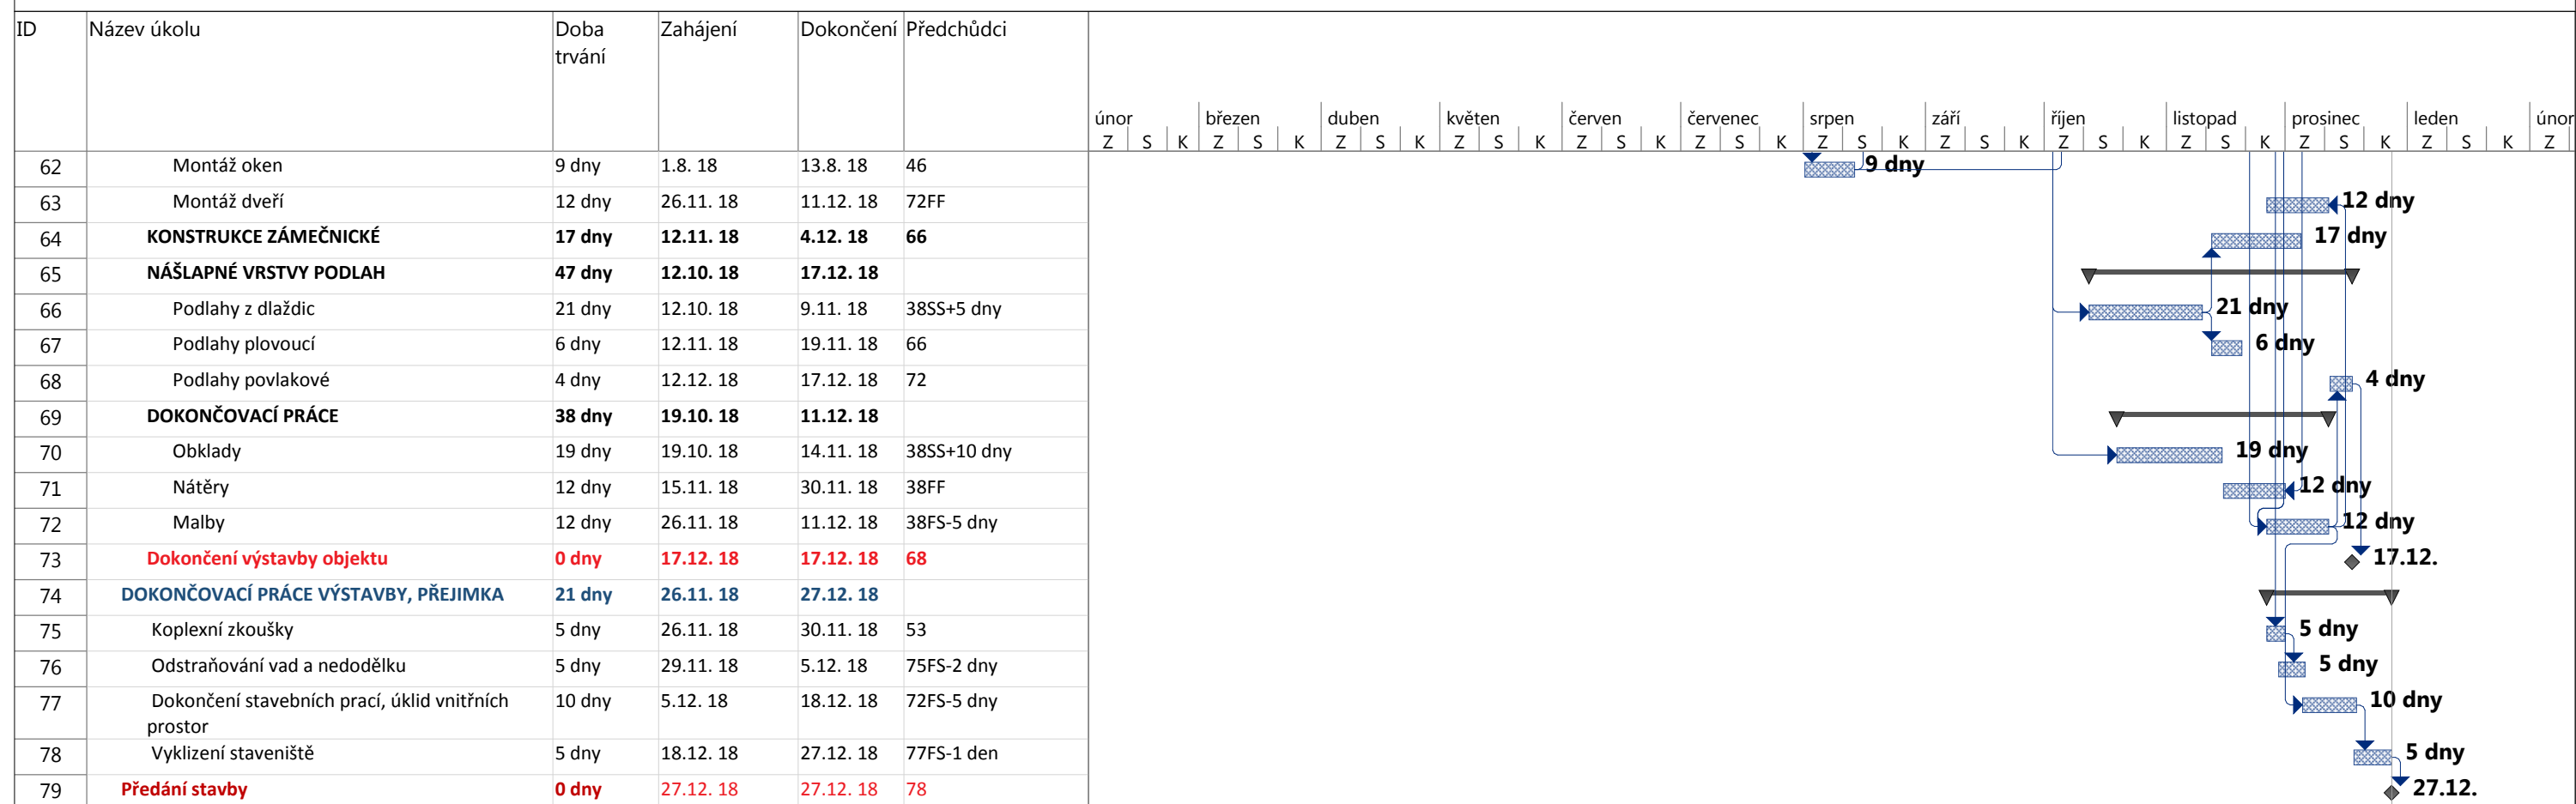 ID Název úkolu Doba trvání Zahájení Dokončení Předchůdci
únor březen duben květen červen červenec srpen září říjen listopad prosinec leden únor
Z S K Z S K Z S K Z S K Z S K Z S K Z S K Z S K Z S K Z S K Z S K Z S K Z
62 Montáž oken 9 dny 1.8. 18 13.8. 18 46 9 dny
63 Montáž dveří 12 dny 26.11. 18 11.12. 18 72FF 12 dny
64 KONSTRUKCE ZÁMEČNICKÉ 17 dny 12.11. 18 4.12. 18 66 17 dny
65 NÁŠLAPNÉ VRSTVY PODLAH 47 dny 12.10. 18 17.12. 18
66 Podlahy z dlaždic 21 dny 12.10. 18 9.11. 18 38SS+5 dny 21 dny
67 Podlahy plovoucí 6 dny 12.11. 18 19.11. 18 66 6 dny
68 Podlahy povlakové 4 dny 12.12. 18 17.12. 18 72 4 dny
69 DOKONČOVACÍ PRÁCE 38 dny 19.10. 18 11.12. 18
70 Obklady 19 dny 19.10. 18 14.11. 18 38SS+10 dny 19 dny
71 Nátěry 12 dny 15.11. 18 30.11. 18 38FF 12 dny
72 Malby 12 dny 26.11. 18 11.12. 18 38FS-5 dny 12 dny
73 Dokončení výstavby objektu 0 dny 17.12. 18 17.12. 18 68 17.12.
74 DOKONČOVACÍ PRÁCE VÝSTAVBY, PŘEJIMKA 21 dny 26.11. 18 27.12. 18
75 Koplexní zkoušky 5 dny 26.11. 18 30.11. 18 53 5 dny
76 Odstraňování vad a nedodělku 5 dny 29.11. 18 5.12. 18 75FS-2 dny 5 dny
77 Dokončení stavebních prací, úklid vnitřních 10 dny 5.12. 18 18.12. 18 72FS-5 dny 10 dny
prostor
78 Vyklizení staveniště 5 dny 18.12. 18 27.12. 18 77FS-1 den 5 dny
79 Předání stavby 0 dny 27.12. 18 27.12. 18 78 27.12.